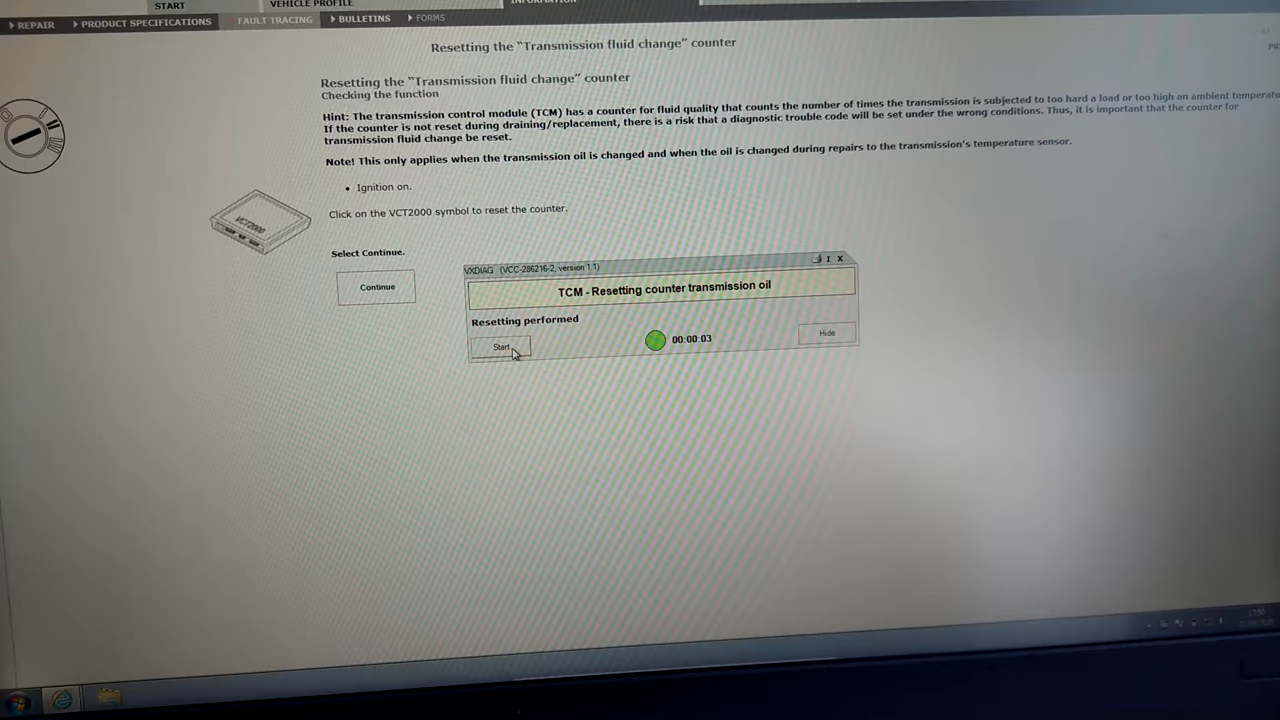 START
VEHICLE PROFILE
REPAIR
PRODUCT SPECIFICATIONS
FAULT TRACING
BULLETINS
FORMS
Resetting the "Transmission fluid change" counter
Resetting the "Transmission fluid change" counter
Checking the function
Hint: The transmission control module (TCM) has a counter for fluid quality that counts the number of times the transmission is subjected to too hard a load or too high an ambient
If the counter is not reset during draining/replacement, there is a risk that a diagnostic trouble code will be set under the wrong conditions. Thus, it is important that the counter for
transmission fluid change be reset.
Note! This only applies when the transmission oil is changed and when the oil is changed during repairs to the transmission's temperature sensor.
• Ignition on.
VCT2000
Click on the VCT2000 symbol to reset the counter.
Select Continue.
Continue
VXDIAG (VCC-286216-2, version 1.1)
I X
TCM - Resetting counter transmission oil
Resetting performed
Start
00:00:03
Hide
17:50